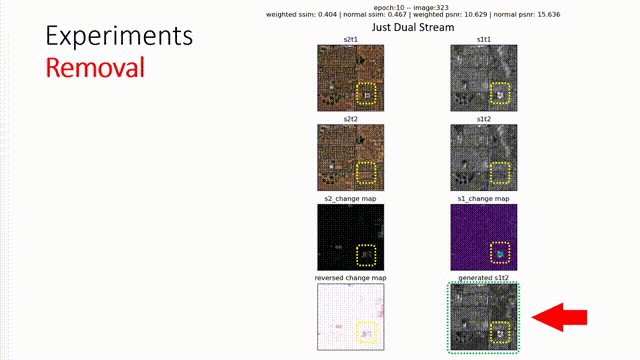 epoch:10 -- image:323
weighted ssim: 0.404 | normal ssim: 0.467 | weighted psnr: 10.629 | normal psnr: 15.636
Experiments
Removal
Just Dual Stream
s2t1
s1t1
s2t2
s1t2
s2_change map
s1_change map
reversed change map
generated s1t2